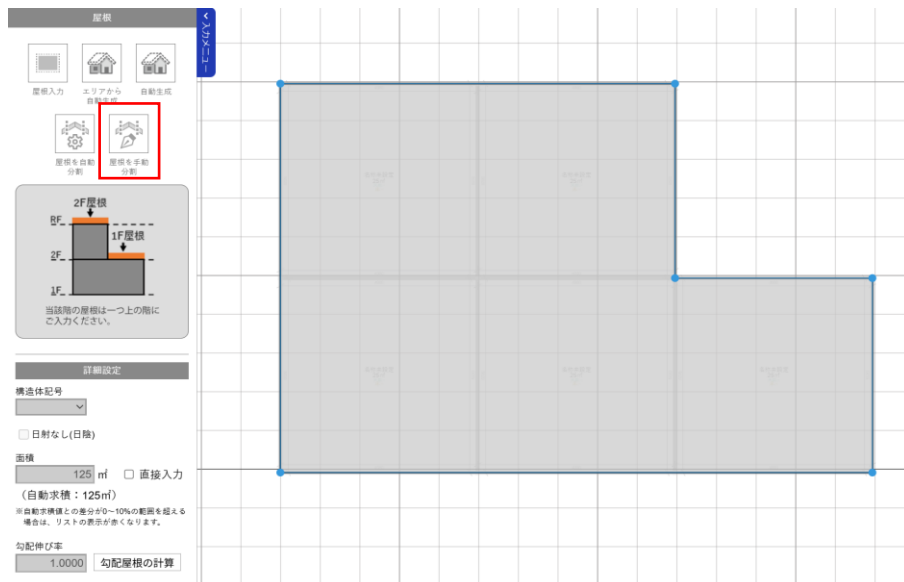 屋根
入力メニュー
屋根入力
エリアから
自動生成
自動生成
屋根を自動
分割
屋根を手動
分割
2F屋根
RF
1F屋根
2F
1F
当該階の屋根は一つ上の階に
ご入力ください。
詳細設定
構造体記号
日射なし(日陰)
面積
125 ㎡ 直接入力
(自動求積:125㎡)
※自動求積値との差分が0~10%の範囲を超える
場合は、リストの表示が赤くなります。
勾配伸び率
1.0000 勾配屋根の計算